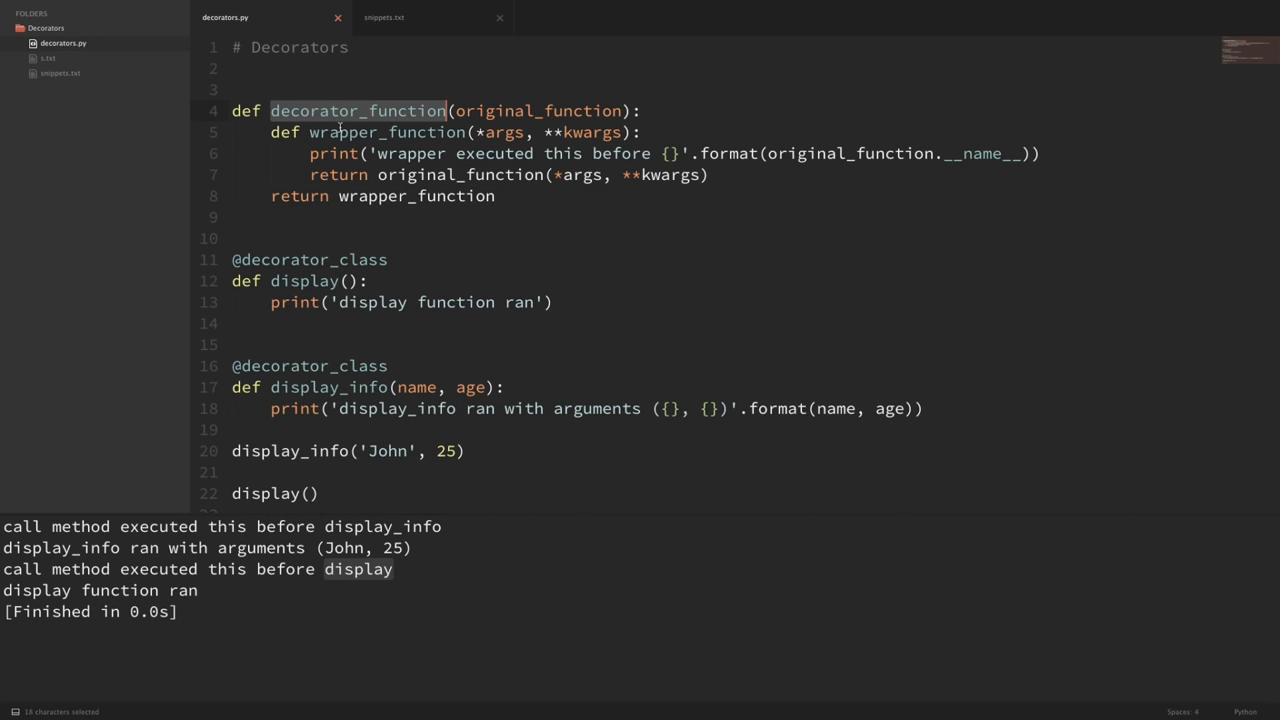 FOLDERS
Decorators
decorators.py
s.txt
snippets.txt
decorators.py
snippets.txt
1 # Decorators
2
3
4 def decorator_function(original_function):
5     def wrapper_function(*args, **kwargs):
6         print('wrapper executed this before {}'.format(original_function.__name__))
7         return original_function(*args, **kwargs)
8     return wrapper_function
9
10
11 @decorator_class
12 def display():
13     print('display function ran')
14
15
16 @decorator_class
17 def display_info(name, age):
18     print('display_info ran with arguments ({}, {})'.format(name, age))
19
20 display_info('John', 25)
21
22 display()
call method executed this before display_info
display_info ran with arguments (John, 25)
call method executed this before display
display function ran
[Finished in 0.0s]
18 characters selected
Spaces: 4
Python